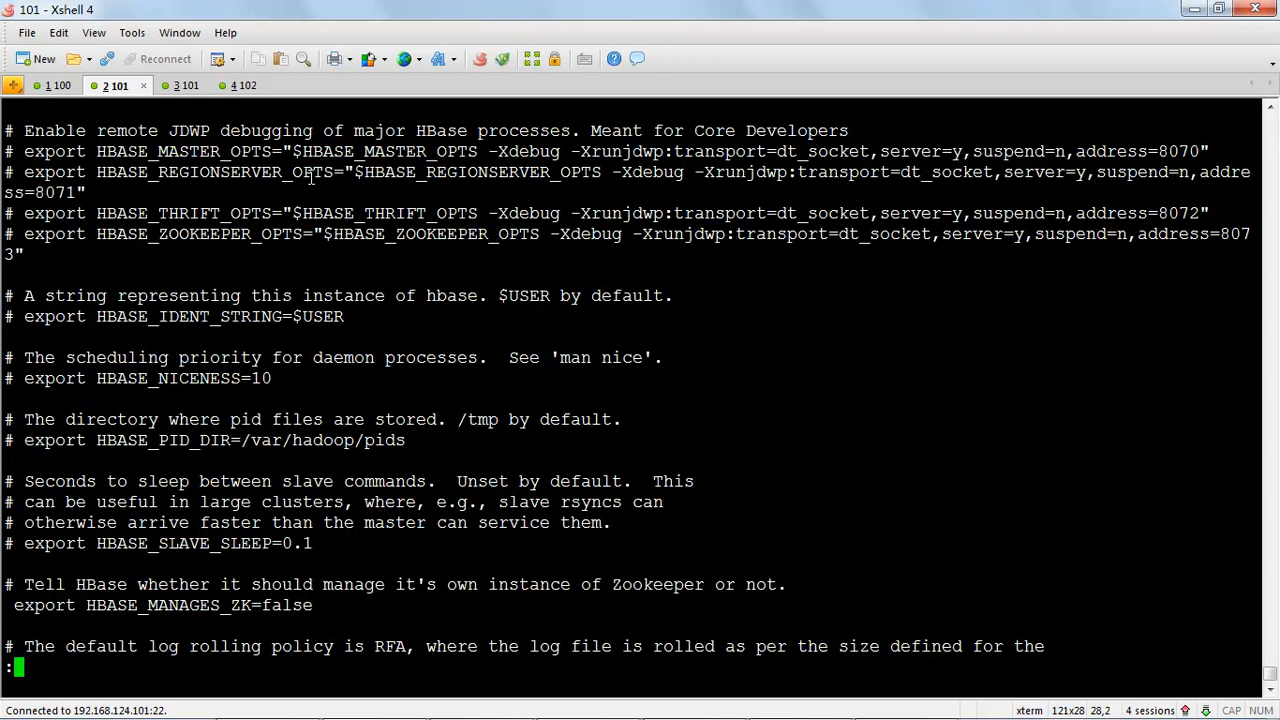 101 - Xshell 4
File Edit View Tools Window Help
New Reconnect
1 100 2 101 × 3 101 4 102
# Enable remote JDWP debugging of major HBase processes. Meant for Core Developers
# export HBASE_MASTER_OPTS="$HBASE_MASTER_OPTS -Xdebug -Xrunjdwp:transport=dt_socket,server=y,suspend=n,address=8070"
# export HBASE_REGIONSERVER_OPTS="$HBASE_REGIONSERVER_OPTS -Xdebug -Xrunjdwp:transport=dt_socket,server=y,suspend=n,addre
ss=8071"
# export HBASE_THRIFT_OPTS="$HBASE_THRIFT_OPTS -Xdebug -Xrunjdwp:transport=dt_socket,server=y,suspend=n,address=8072"
# export HBASE_ZOOKEEPER_OPTS="$HBASE_ZOOKEEPER_OPTS -Xdebug -Xrunjdwp:transport=dt_socket,server=y,suspend=n,address=807
3"
# A string representing this instance of hbase. $USER by default.
# export HBASE_IDENT_STRING=$USER
# The scheduling priority for daemon processes.  See 'man nice'.
# export HBASE_NICENESS=10
# The directory where pid files are stored. /tmp by default.
# export HBASE_PID_DIR=/var/hadoop/pids
# Seconds to sleep between slave commands.  Unset by default.  This
# can be useful in large clusters, where, e.g., slave rsyncs can
# otherwise arrive faster than the master can service them.
# export HBASE_SLAVE_SLEEP=0.1
# Tell HBase whether it should manage it's own instance of Zookeeper or not.
 export HBASE_MANAGES_ZK=false
# The default log rolling policy is RFA, where the log file is rolled as per the size defined for the
:
Connected to 192.168.124.101:22. xterm 121x28 28,2 4 sessions CAP NUM